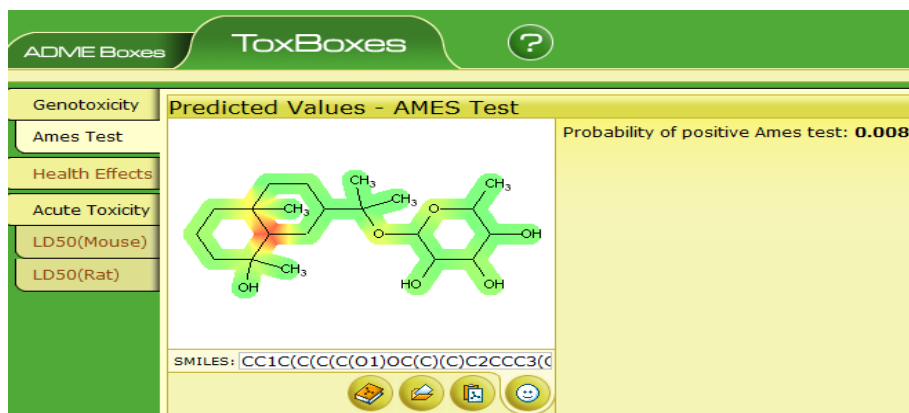 ADME Boxes
ToxBoxes
?
Genotoxicity
Ames Test
Health Effects
Acute Toxicity
LD50(Mouse)
LD50(Rat)
Predicted Values - AMES Test
Probability of positive Ames test: 0.008
CH3
CH3
CH3
CH3
O
O
OH
CH3
OH
HO
OH
SMILES: CC1C(C(C(C(O1)OC(C)(C)C2CCC3(C